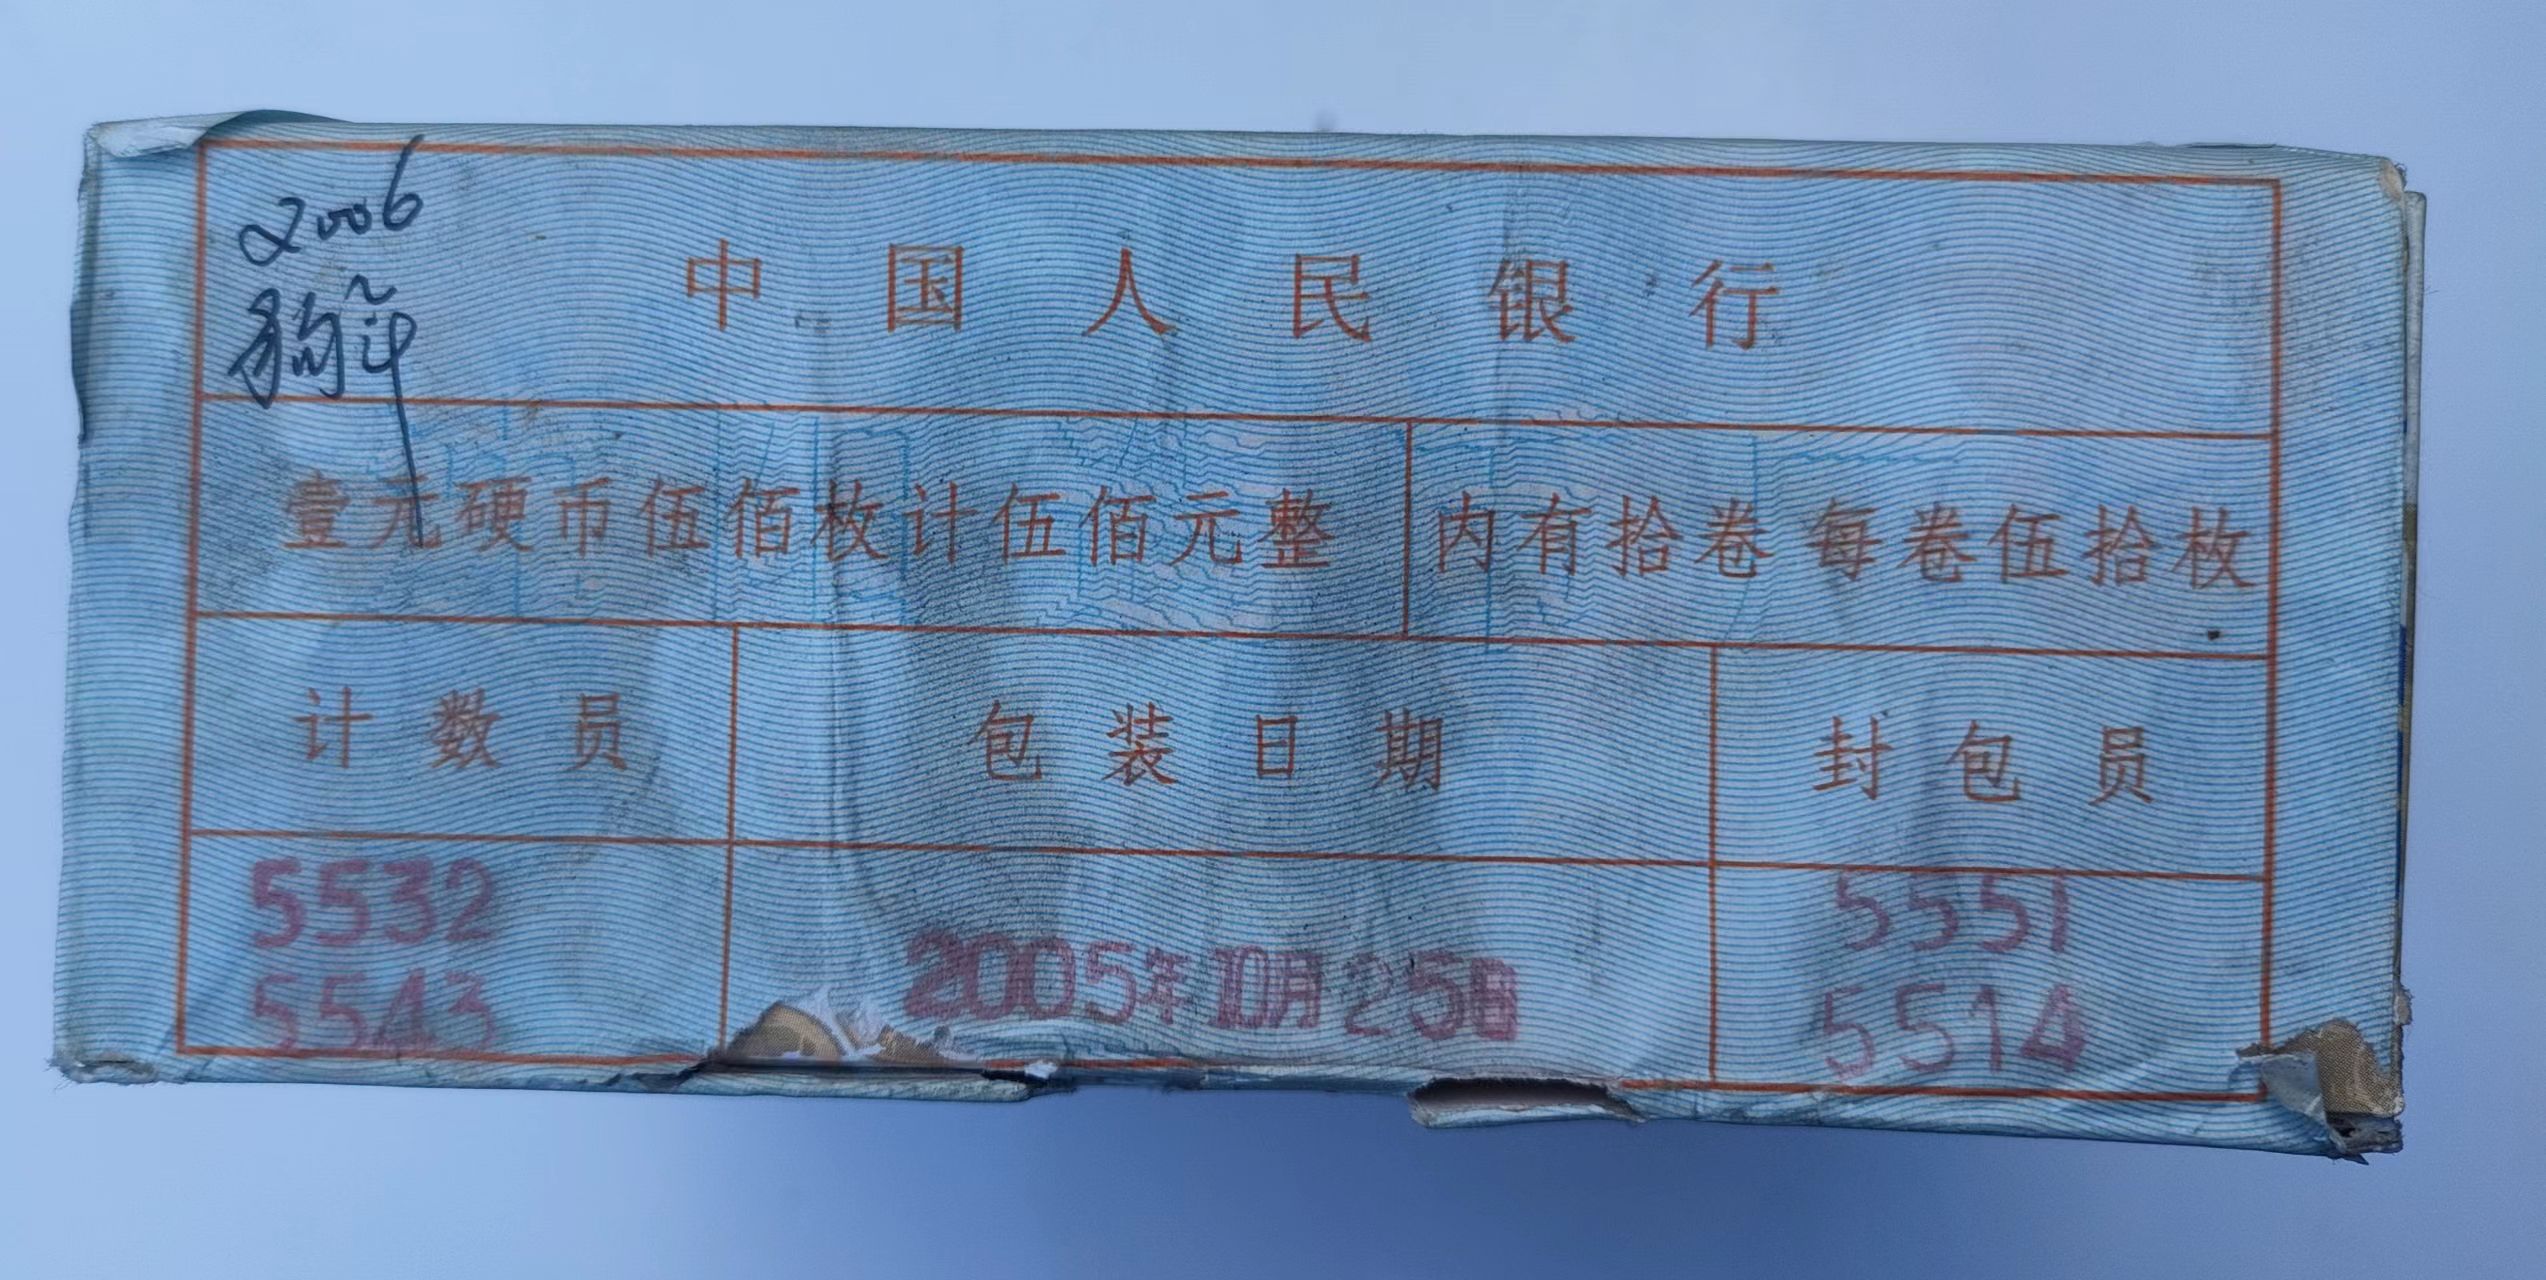 2006
狗年
中国人民银行
壹元硬币伍佰枚计伍佰元整 内有拾卷每卷伍拾枚
计数员 包装日期 封包员
5532 5551
5543 2005年10月25日 5514